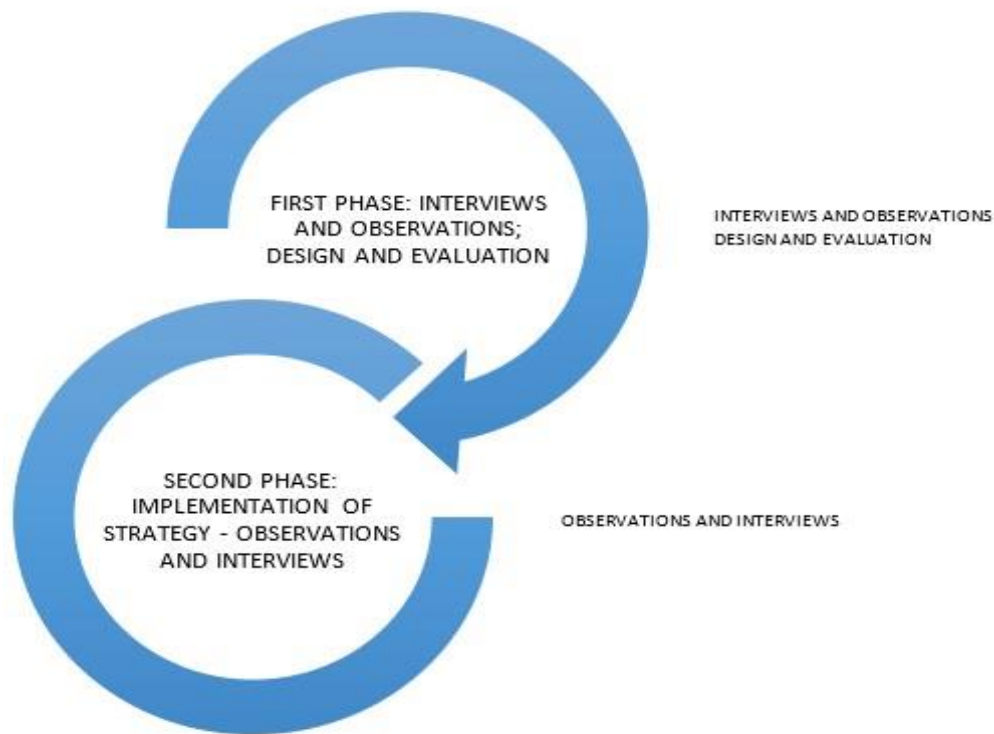 FIRST PHASE: INTERVIEWS
AND OBSERVATIONS;
DESIGN AND EVALUATION
INTERVIEWS AND OBSERVATIONS
DESIGN AND EVALUATION
SECOND PHASE:
IMPLEMENTATION OF
STRATEGY - OBSERVATIONS
AND INTERVIEWS
OBSERVATIONS AND INTERVIEWS